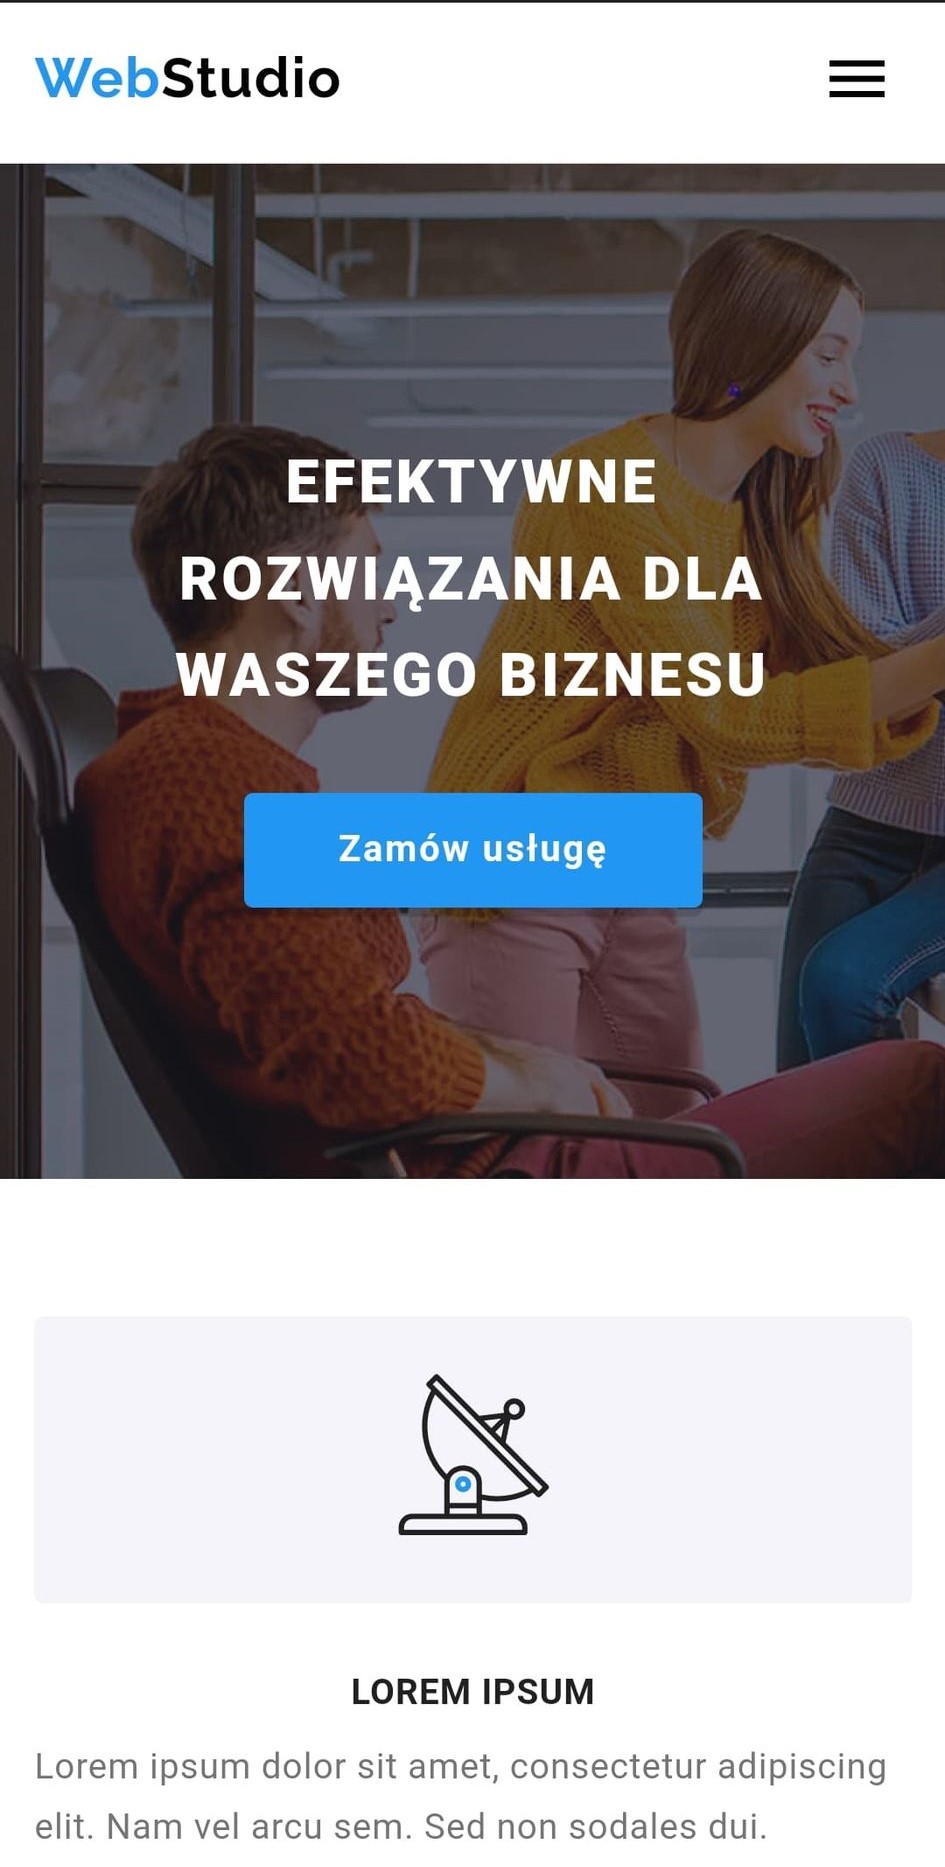 WebStudio
EFEKTYWNE
ROZWIĄZANIA DLA
WASZEGO BIZNESU
Zamów usługę
LOREM IPSUM
Lorem ipsum dolor sit amet, consectetur adipiscing
elit. Nam vel arcu sem. Sed non sodales dui.